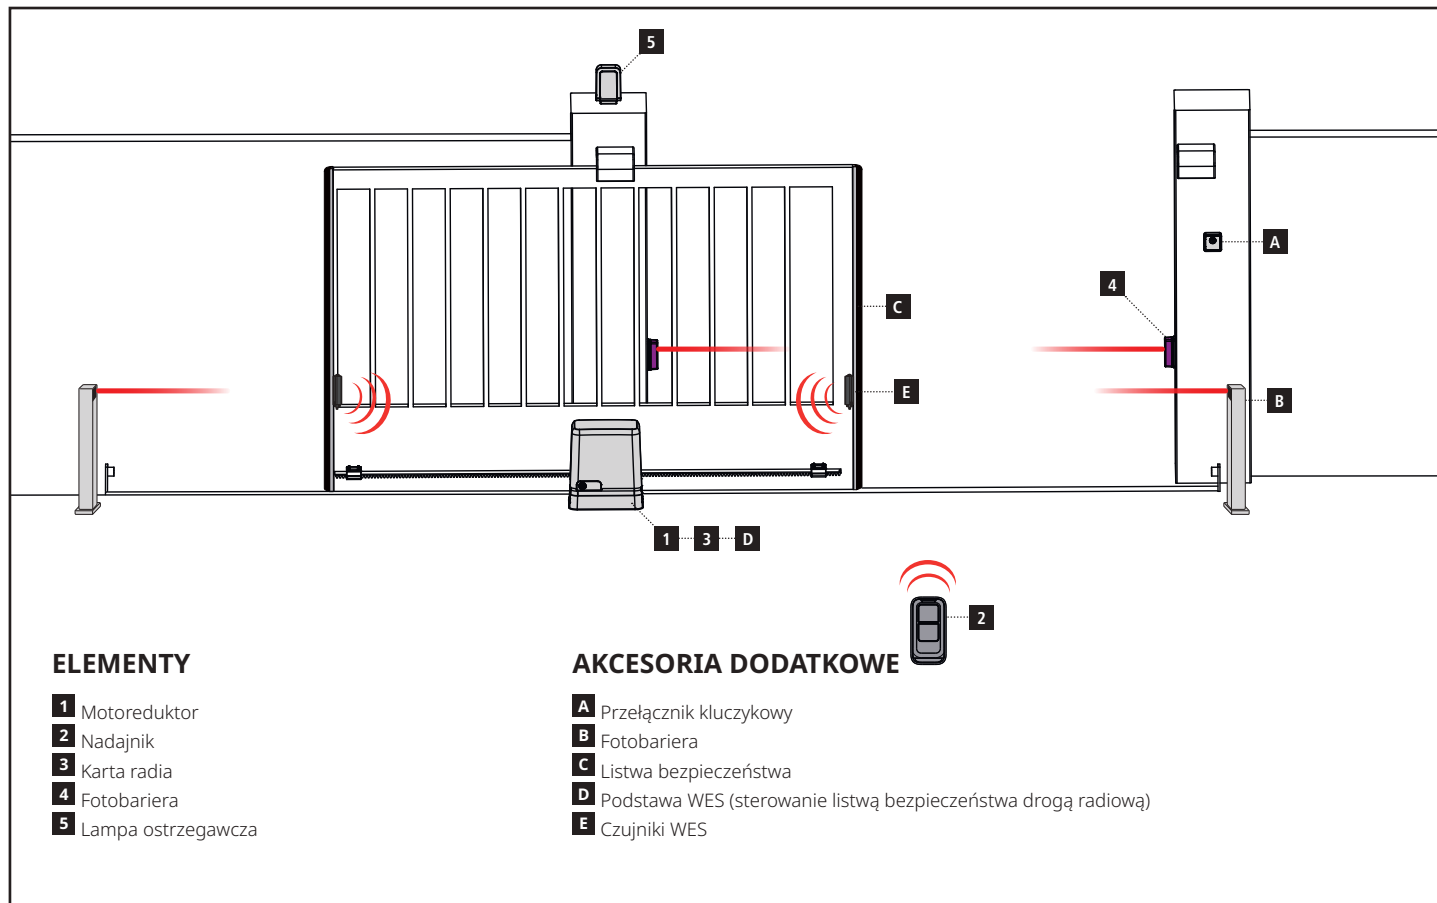 5
A
4
C
E
B
1 3 D
2
ELEMENTY
1 Motoreduktor
2 Nadajnik
3 Karta radia
4 Fotobariera
5 Lampa ostrzegawcza
AKCESORIA DODATKOWE
A Przełącznik kluczykowy
B Fotobariera
C Listwa bezpieczeństwa
D Podstawa WES (sterowanie listwą bezpieczeństwa drogą radiową)
E Czujniki WES